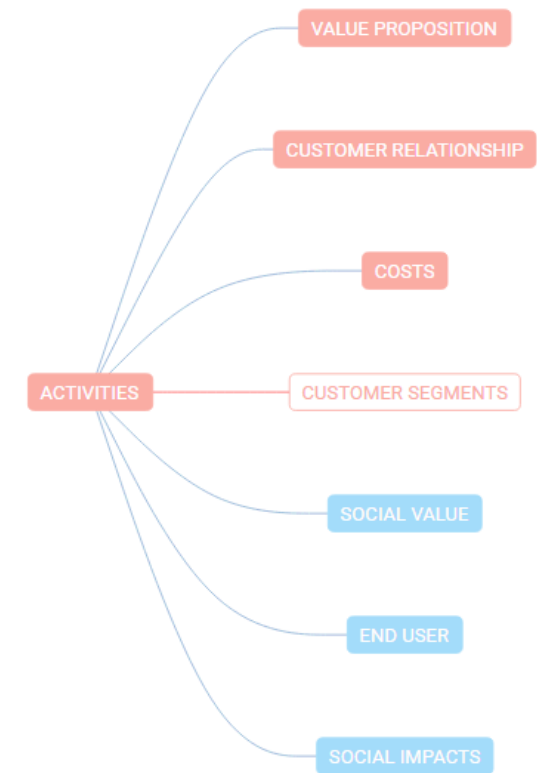 VALUE PROPOSITION
CUSTOMER RELATIONSHIP
COSTS
ACTIVITIES
CUSTOMER SEGMENTS
SOCIAL VALUE
END USER
SOCIAL IMPACTS